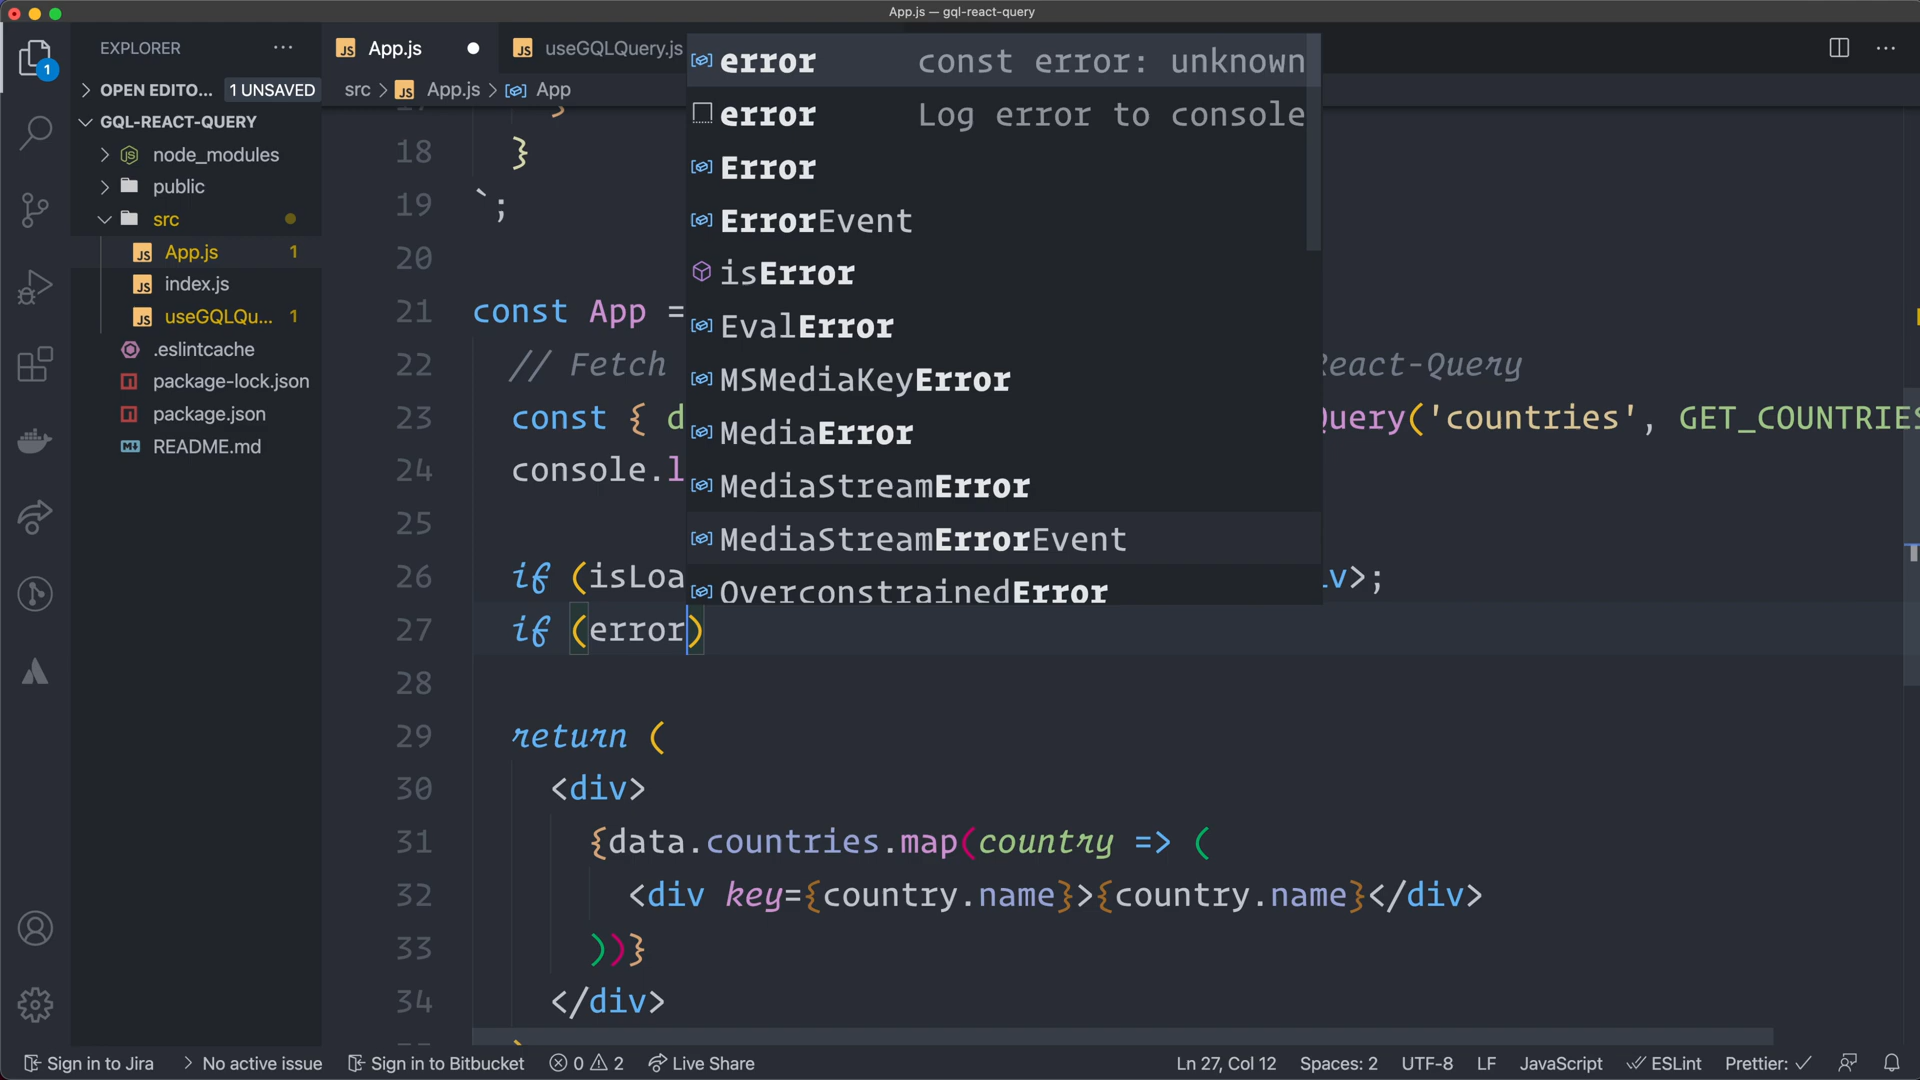 App.js — gql-react-query
EXPLORER
App.js
useGQLQuery.js
OPEN EDITO... 1 UNSAVED
src > App.js > App
GQL-REACT-QUERY
node_modules
public
src
App.js 1
index.js
useGQLQu... 1
.eslintcache
package-lock.json
package.json
README.md
1
error const error: unknown
error Log error to console
Error
ErrorEvent
isError
EvalError
MSMediaKeyError
MediaError
MediaStreamError
MediaStreamErrorEvent
OverconstrainedError
18 }
19 `;
20
21 const App =
22 // Fetch React-Query
23 const { d Query('countries', GET_COUNTRIES
24 console.l
25
26 if (isLoa iv>;
27 if (error)
28
29 return (
30 <div>
31 {data.countries.map(country => (
32 <div key={country.name}>{country.name}</div>
33 ))}
34 </div>
Sign in to Jira > No active issue Sign in to Bitbucket 0 2 Live Share Ln 27, Col 12 Spaces: 2 UTF-8 LF JavaScript ESLint Prettier: ✓